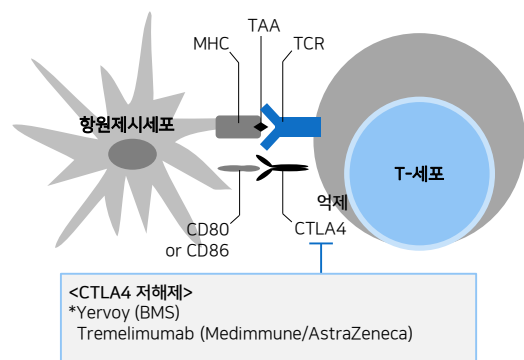 TAA
MHC
TCR
항원제시세포
T-세포
억제
CD80
or CD86
CTLA4
<CTLA4 저해제>
*Yervoy (BMS)
Tremelimumab (Medimmune/AstraZeneca)